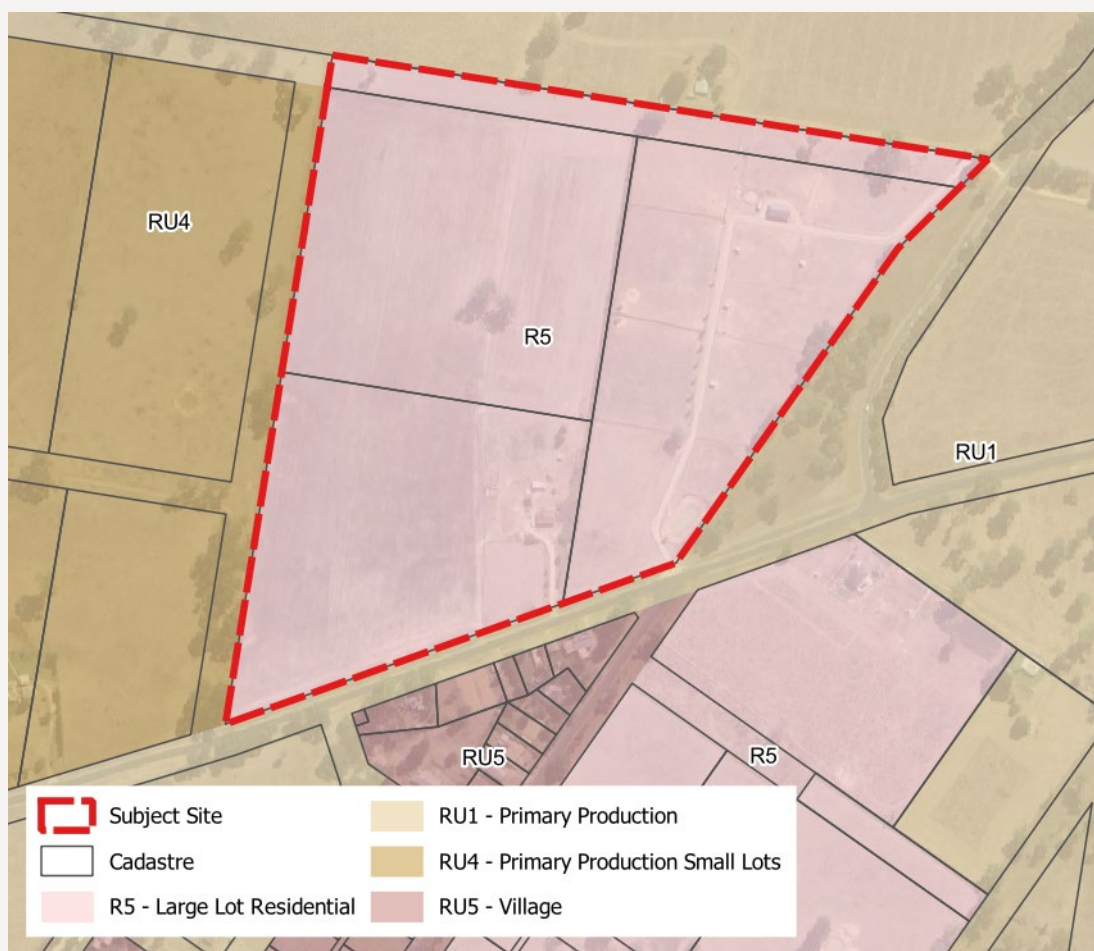 RU4
R5
RU1
RU5
R5
Subject Site
Cadastre
R5 - Large Lot Residential
RU1 - Primary Production
RU4 - Primary Production Small Lots
RU5 - Village